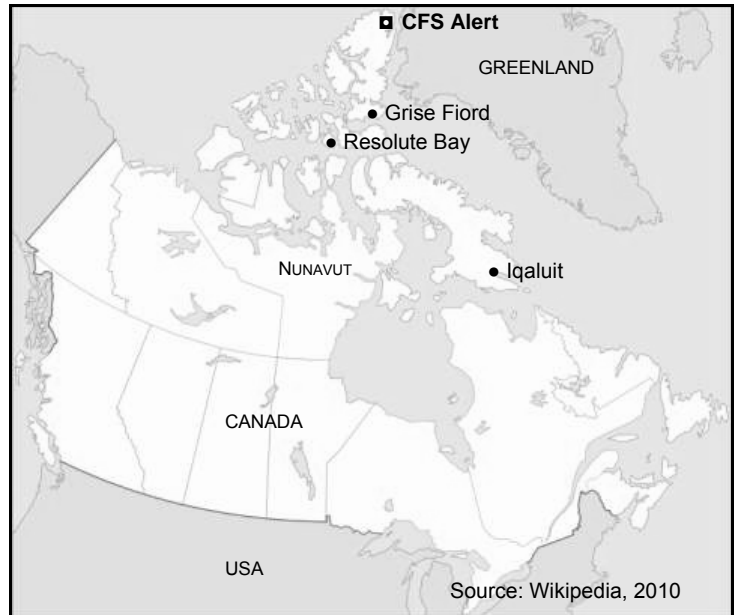 CFS Alert
GREENLAND
Grise Fiord
Resolute Bay
NUNAVUT
Iqaluit
CANADA
USA
Source: Wikipedia, 2010